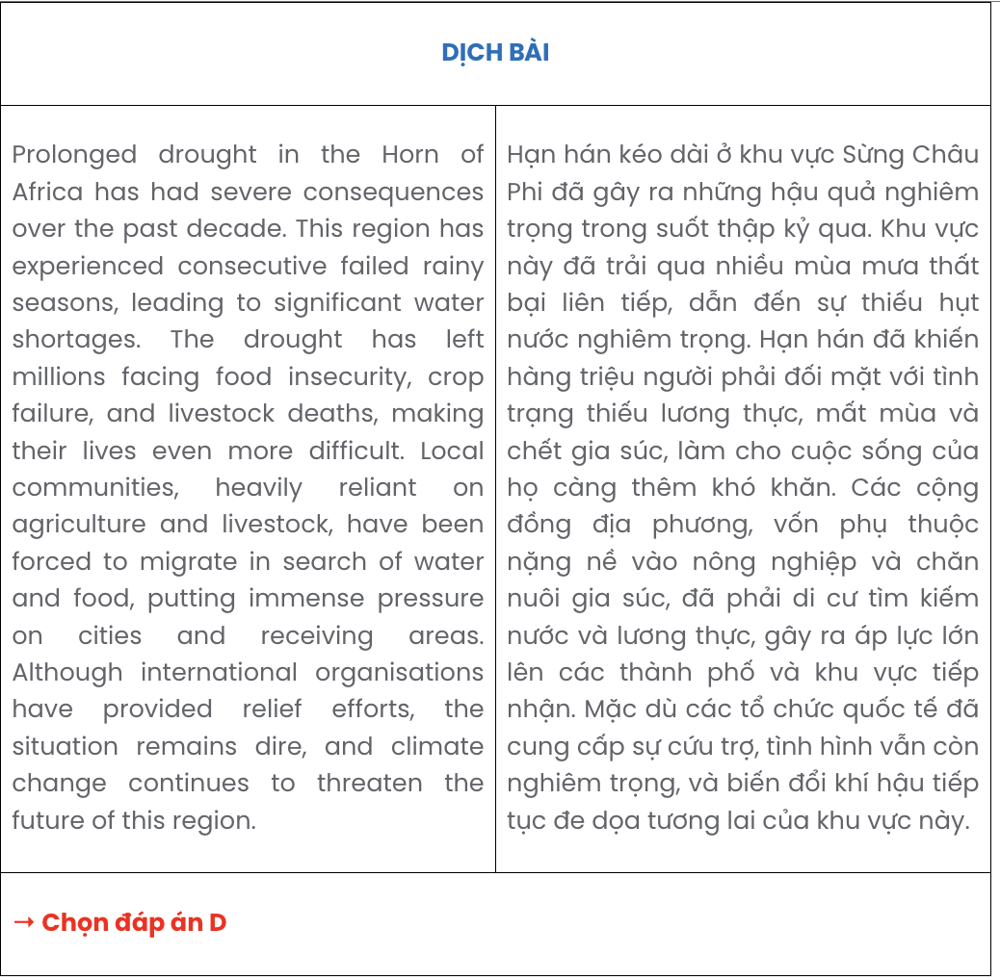 DỊCH BÀI
Prolonged drought in the Horn of
Africa has had severe consequences
over the past decade. This region has
experienced consecutive failed rainy
seasons, leading to significant water
shortages. The drought has left
millions facing food insecurity, crop
failure, and livestock deaths, making
their lives even more difficult. Local
communities, heavily reliant on
agriculture and livestock, have been
forced to migrate in search of water
and food, putting immense pressure
on cities and receiving areas.
Although international organisations
have provided relief efforts, the
situation remains dire, and climate
change continues to threaten the
future of this region.
Hạn hán kéo dài ở khu vực Sừng Châu
Phi đã gây ra những hậu quả nghiêm
trọng trong suốt thập kỷ qua. Khu vực
này đã trải qua nhiều mùa mưa thất
bại liên tiếp, dẫn đến sự thiếu hụt
nước nghiêm trọng. Hạn hán đã khiến
hàng triệu người phải đối mặt với tình
trạng thiếu lương thực, mất mùa và
chết gia súc, làm cho cuộc sống của
họ càng thêm khó khăn. Các cộng
đồng địa phương, vốn phụ thuộc
nặng nề vào nông nghiệp và chăn
nuôi gia súc, đã phải di cư tìm kiếm
nước và lương thực, gây ra áp lực lớn
lên các thành phố và khu vực tiếp
nhận. Mặc dù các tổ chức quốc tế đã
cung cấp sự cứu trợ, tình hình vẫn còn
nghiêm trọng, và biến đổi khí hậu tiếp
tục đe dọa tương lai của khu vực này.
→ Chọn đáp án D